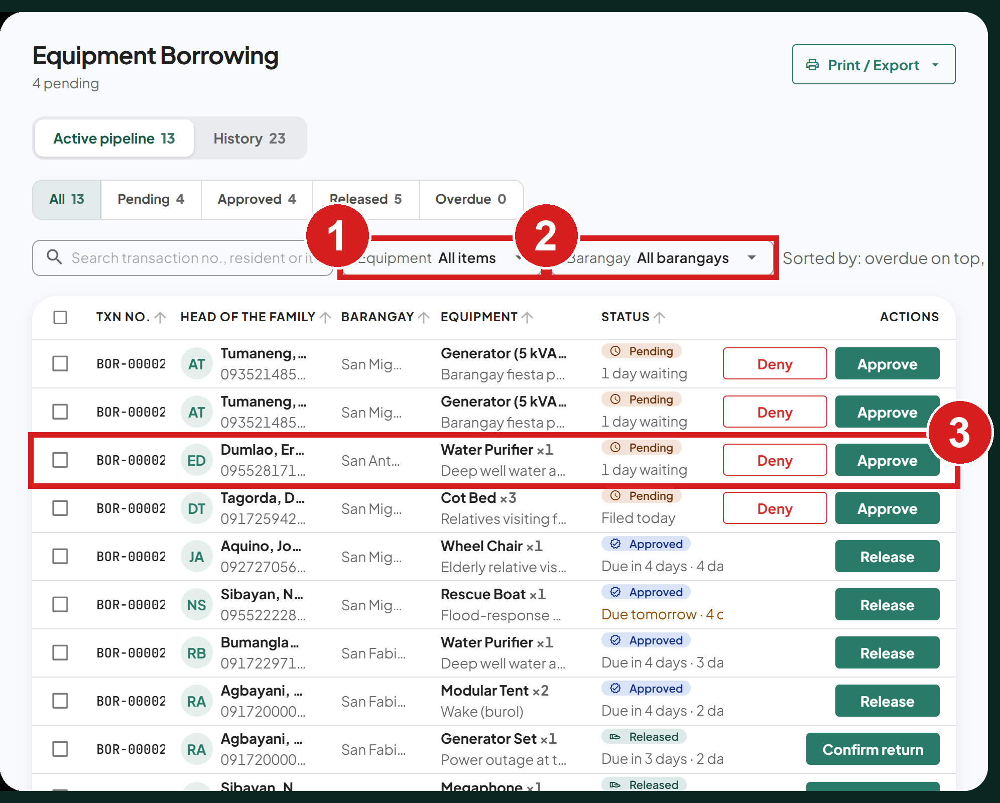 Equipment Borrowing
4 pending
Print / Export
Active pipeline 13
History 23
All 13
Pending 4
Approved 4
Released 5
Overdue 0
1
2
Search transaction no., resident or
Equipment All items
Barangay All barangays
Sorted by: overdue on top,
TXN NO.
HEAD OF THE FAMILY
BARANGAY
EQUIPMENT
STATUS
ACTIONS
BOR-00002
AT
Tumaneng,...
093521485...
San Mig...
Generator (5 kVA...
Barangay fiesta p...
Pending
1 day waiting
Deny
Approve
BOR-00002
AT
Tumaneng,...
093521485...
San Mig...
Generator (5 kVA...
Barangay fiesta p...
Pending
1 day waiting
Deny
Approve
3
BOR-00002
ED
Dumlao, Er...
095528171...
San Ant...
Water Purifier ×1
Deep well water a...
Pending
1 day waiting
Deny
Approve
BOR-00002
DT
Tagorda, D...
091725942...
San Mig...
Cot Bed ×3
Relatives visiting f...
Pending
Filed today
Deny
Approve
BOR-00002
JA
Aquino, Jo...
092727056...
San Mig...
Wheel Chair ×1
Elderly relative vis...
Approved
Due in 4 days · 4 da
Release
BOR-00002
NS
Sibayan, N...
095522228...
San Mig...
Rescue Boat ×1
Flood-response ...
Approved
Due tomorrow · 4
Release
BOR-00002
RB
Bumangla...
091722971...
San Fabi...
Water Purifier ×1
Deep well water a...
Approved
Due in 4 days · 3 da
Release
BOR-00002
RA
Agbayani, ...
091720000...
San Fabi...
Modular Tent ×2
Wake (burol)
Approved
Due in 4 days · 2 da
Release
BOR-00002
RA
Agbayani, ...
091720000...
San Fabi...
Generator Set ×1
Power outage at t...
Released
Due in 3 days · 2 da
Confirm return
Sibayan, N
Megaphone ×1
Released